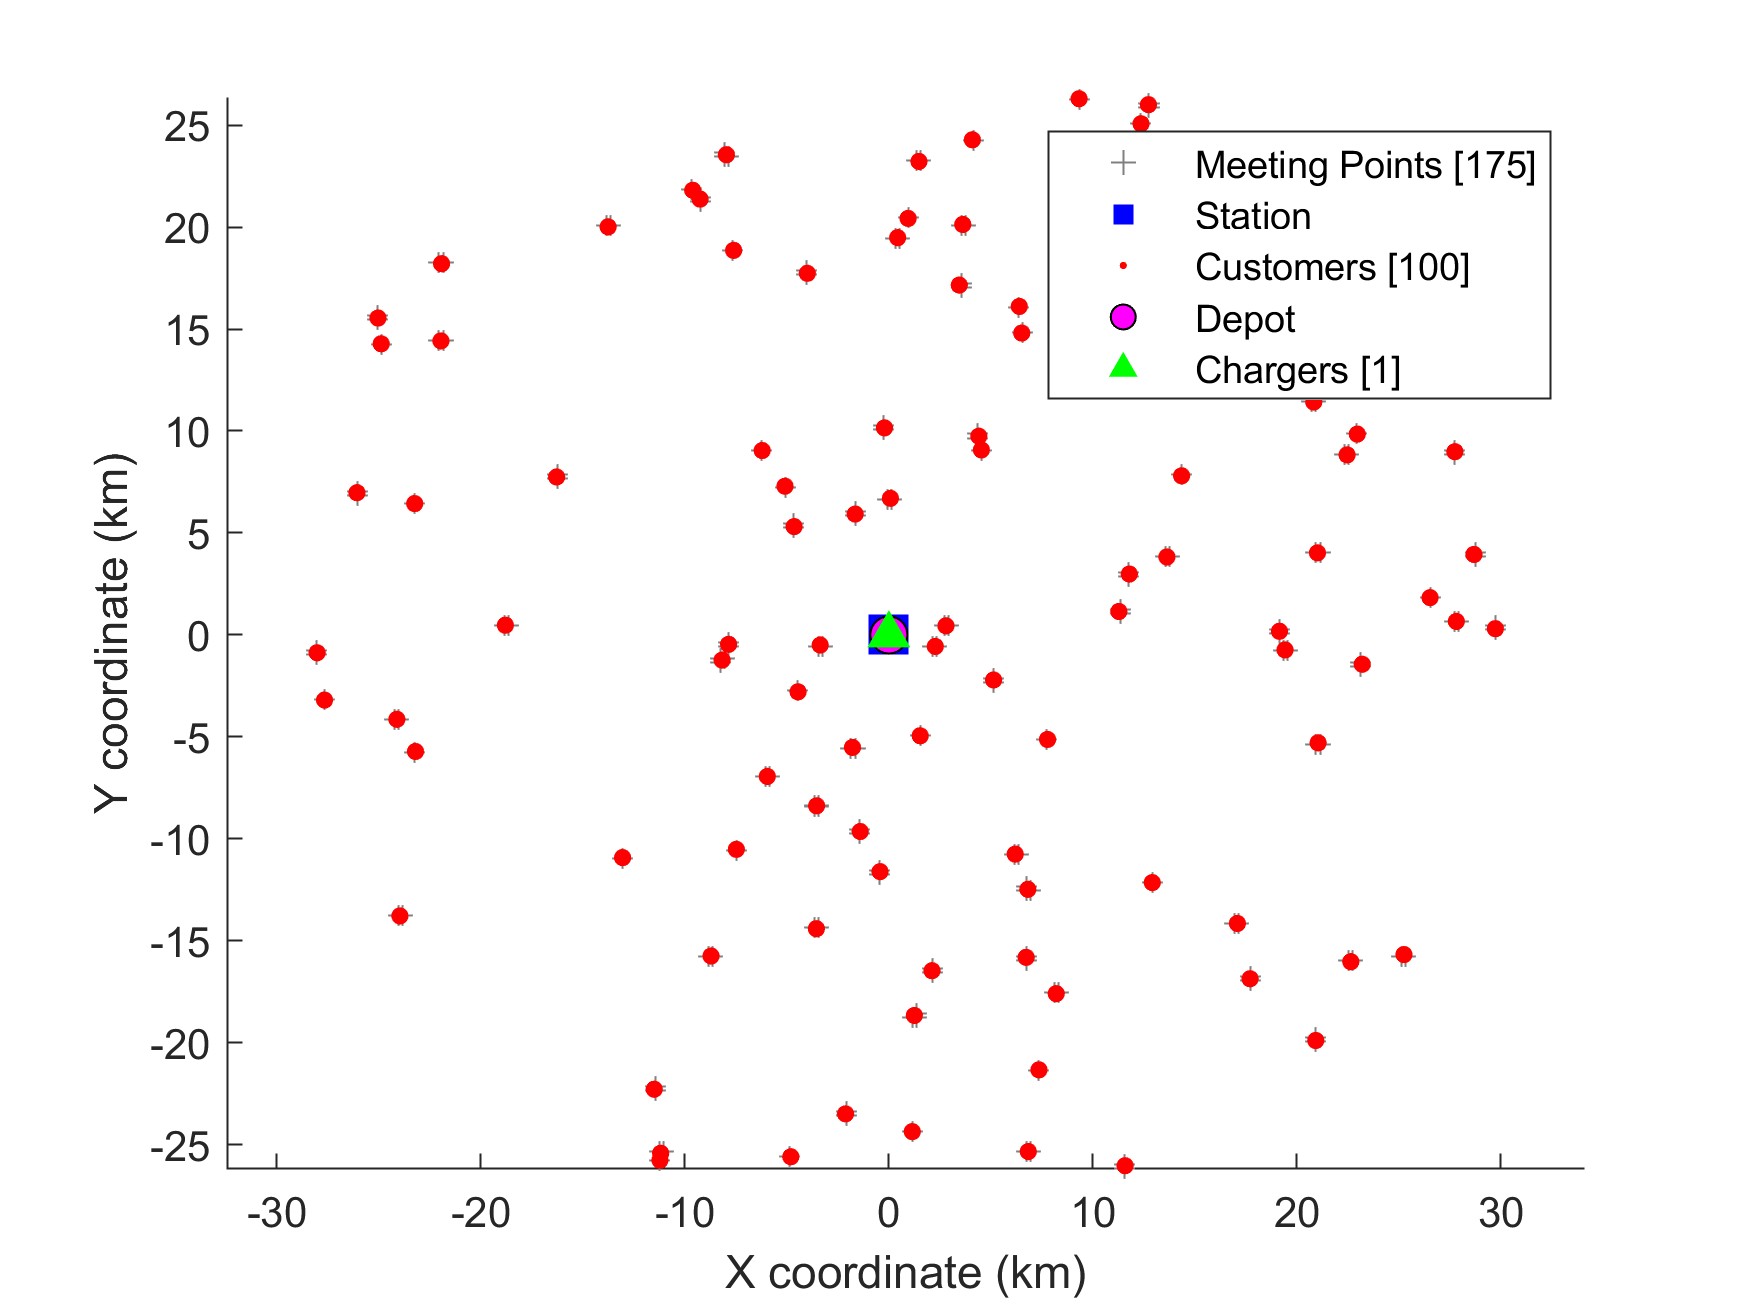 25
20
15
10
5
0
-5
-10
-15
-20
-25
Y coordinate (km)
Meeting Points [175]
Station
Customers [100]
Depot
Chargers [1]
-30
-20
-10
0
10
20
30
X coordinate (km)